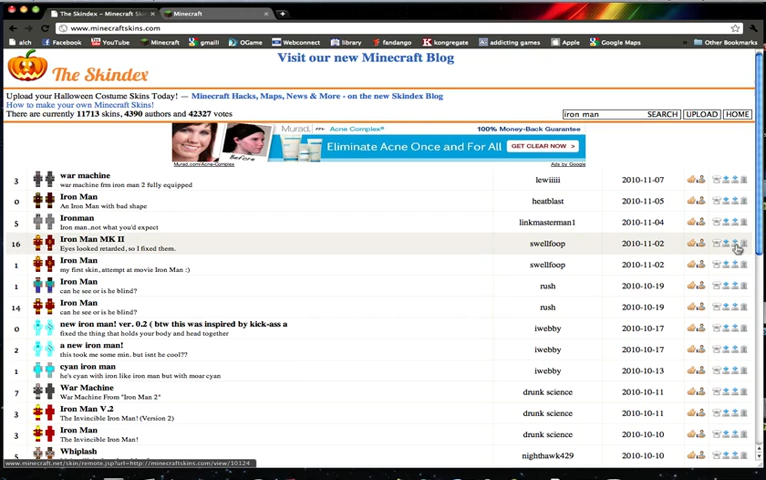 The Skindex – Minecraft Skins
Minecraft
www.minecraftskins.com
alch Facebook YouTube Minecraft gmaill OGame Webconnect library fandango kongregate addicting games Apple Google Maps Other Bookmarks
Visit our new Minecraft Blog
The Skindex
Upload your Halloween Costume Skins Today! — Minecraft Hacks, Maps, News & More - on the new Skindex Blog
How to make your own Minecraft Skins!
There are currently 11713 skins, 4390 authors and 42327 votes
iron man SEARCH UPLOAD HOME
Before
Murad. Acne Complex
100% Money-Back Guarantee
Eliminate Acne Once and For All GET CLEAR NOW >
Murad.com/Acne-Complex
Ads by Google
3 war machine lewiiiii 2010-11-07
war machine frm iron man 2 fully equipped
0 Iron Man heatblast 2010-11-05
An Iron Man with bad shape
5 Ironman linkmasterman1 2010-11-04
Iron man..not what you'd expect
16 Iron Man MK II swellfoop 2010-11-02
Eyes looked retarded, so I fixed them.
1 Iron Man swellfoop 2010-11-02
my first skin, attempt at movie Iron Man :)
1 Iron Man rush 2010-10-19
can he see or is he blind?
14 Iron Man rush 2010-10-19
can he see or is he blind?
0 new iron man! ver. 0.2 ( btw this was inspired by kick-ass a iwebby 2010-10-17
fixed the thing that holds your body and head together
2 a new iron man! iwebby 2010-10-17
this took me some min. but isnt he cool??
1 cyan iron man iwebby 2010-10-13
he's cyan with iron like iron man but with moar cyan
7 War Machine drunk science 2010-10-11
War Machine From "Iron Man 2"
3 Iron Man V.2 drunk science 2010-10-11
The Invincible Iron Man! (Version 2)
3 Iron Man drunk science 2010-10-10
The Invincible Iron Man!
5 Whiplash nighthawk429 2010-10-10
www.minecraft.net/skin/remote.jsp?url=http://minecraftskins.com/view/10124